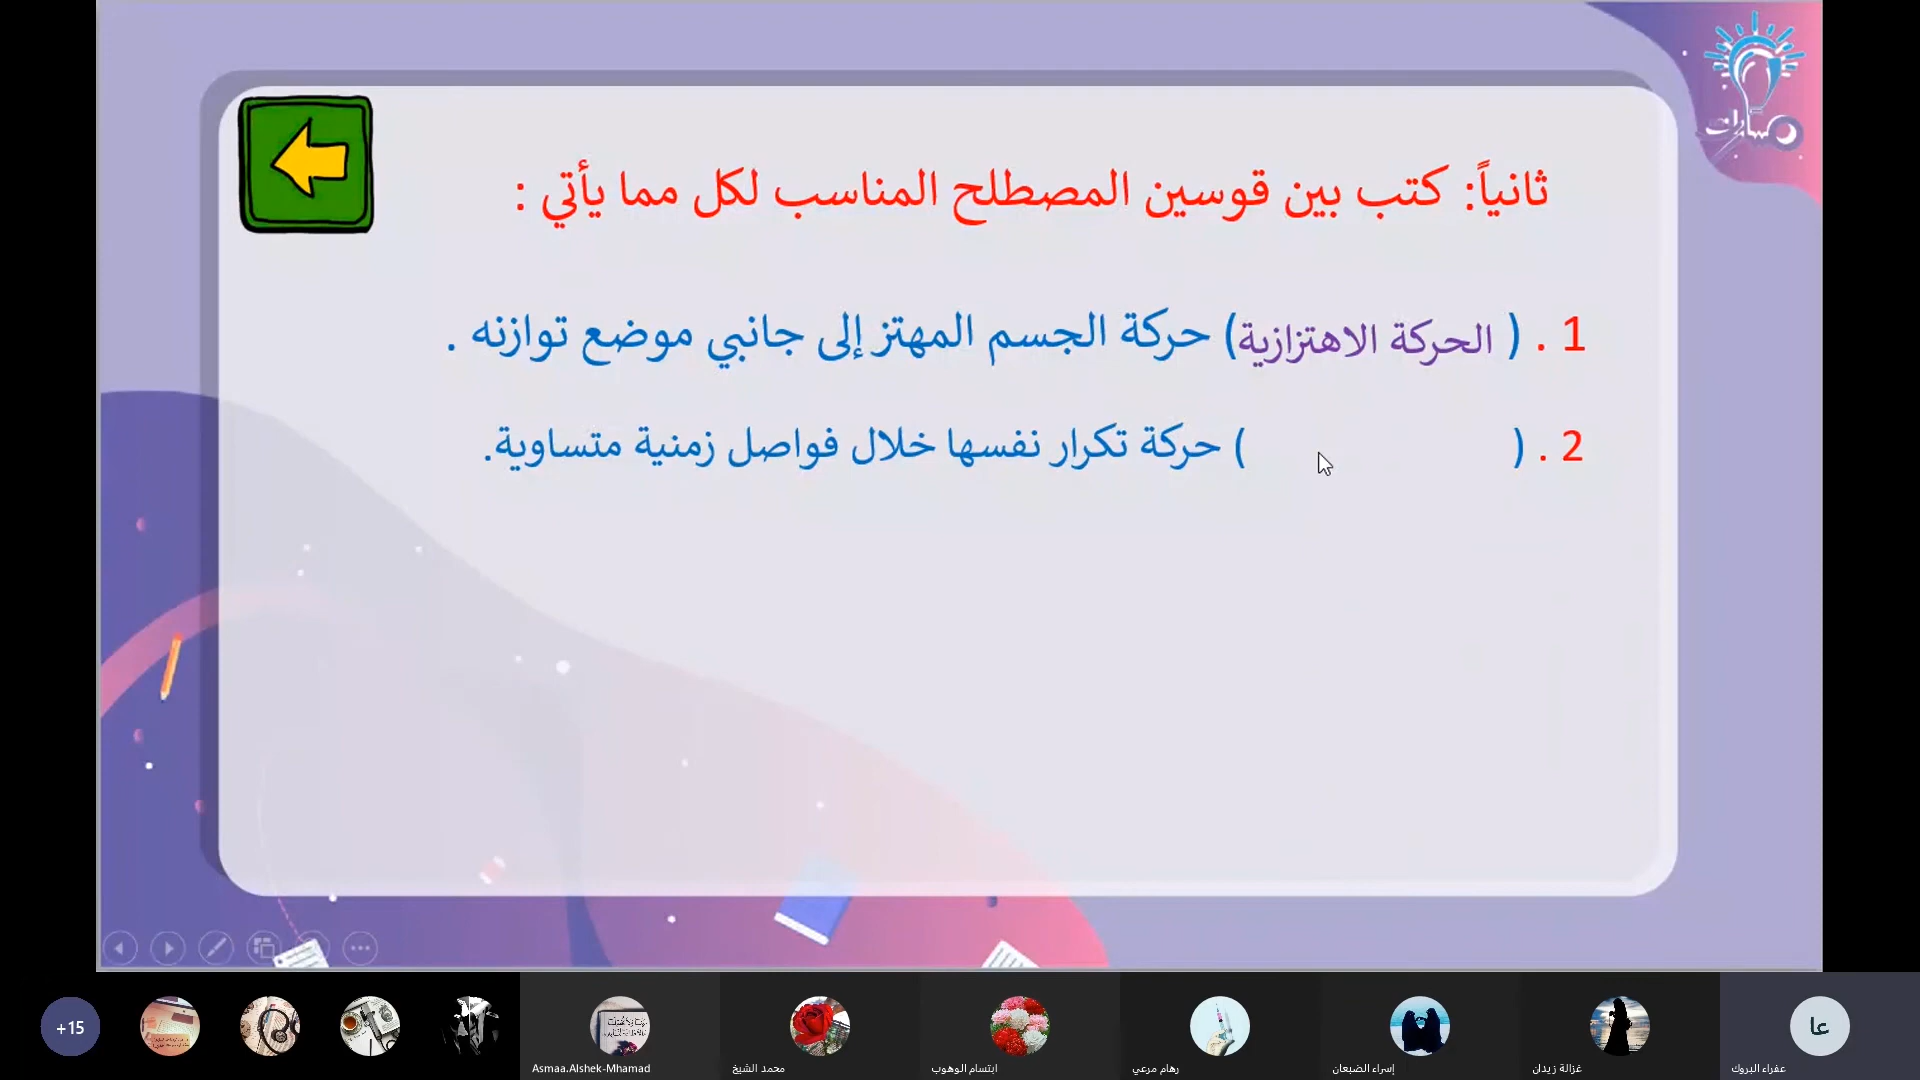 مسارات
ثانياً: كتب بين قوسين المصطلح المناسب لكل مما يأتي :
1 . ( الحركة الاهتزازية) حركة الجسم المهتز إلى جانبي موضع توازنه .
2 . ( ) حركة تكرار نفسها خلال فواصل زمنية متساوية.
+15
Asmaa.Alshek-Mhamad
محمد الشيخ
ابتسام الوهوب
رهام مرعي
إسراء الضبعان
غزالة زيدان
عا
عفراء البروك